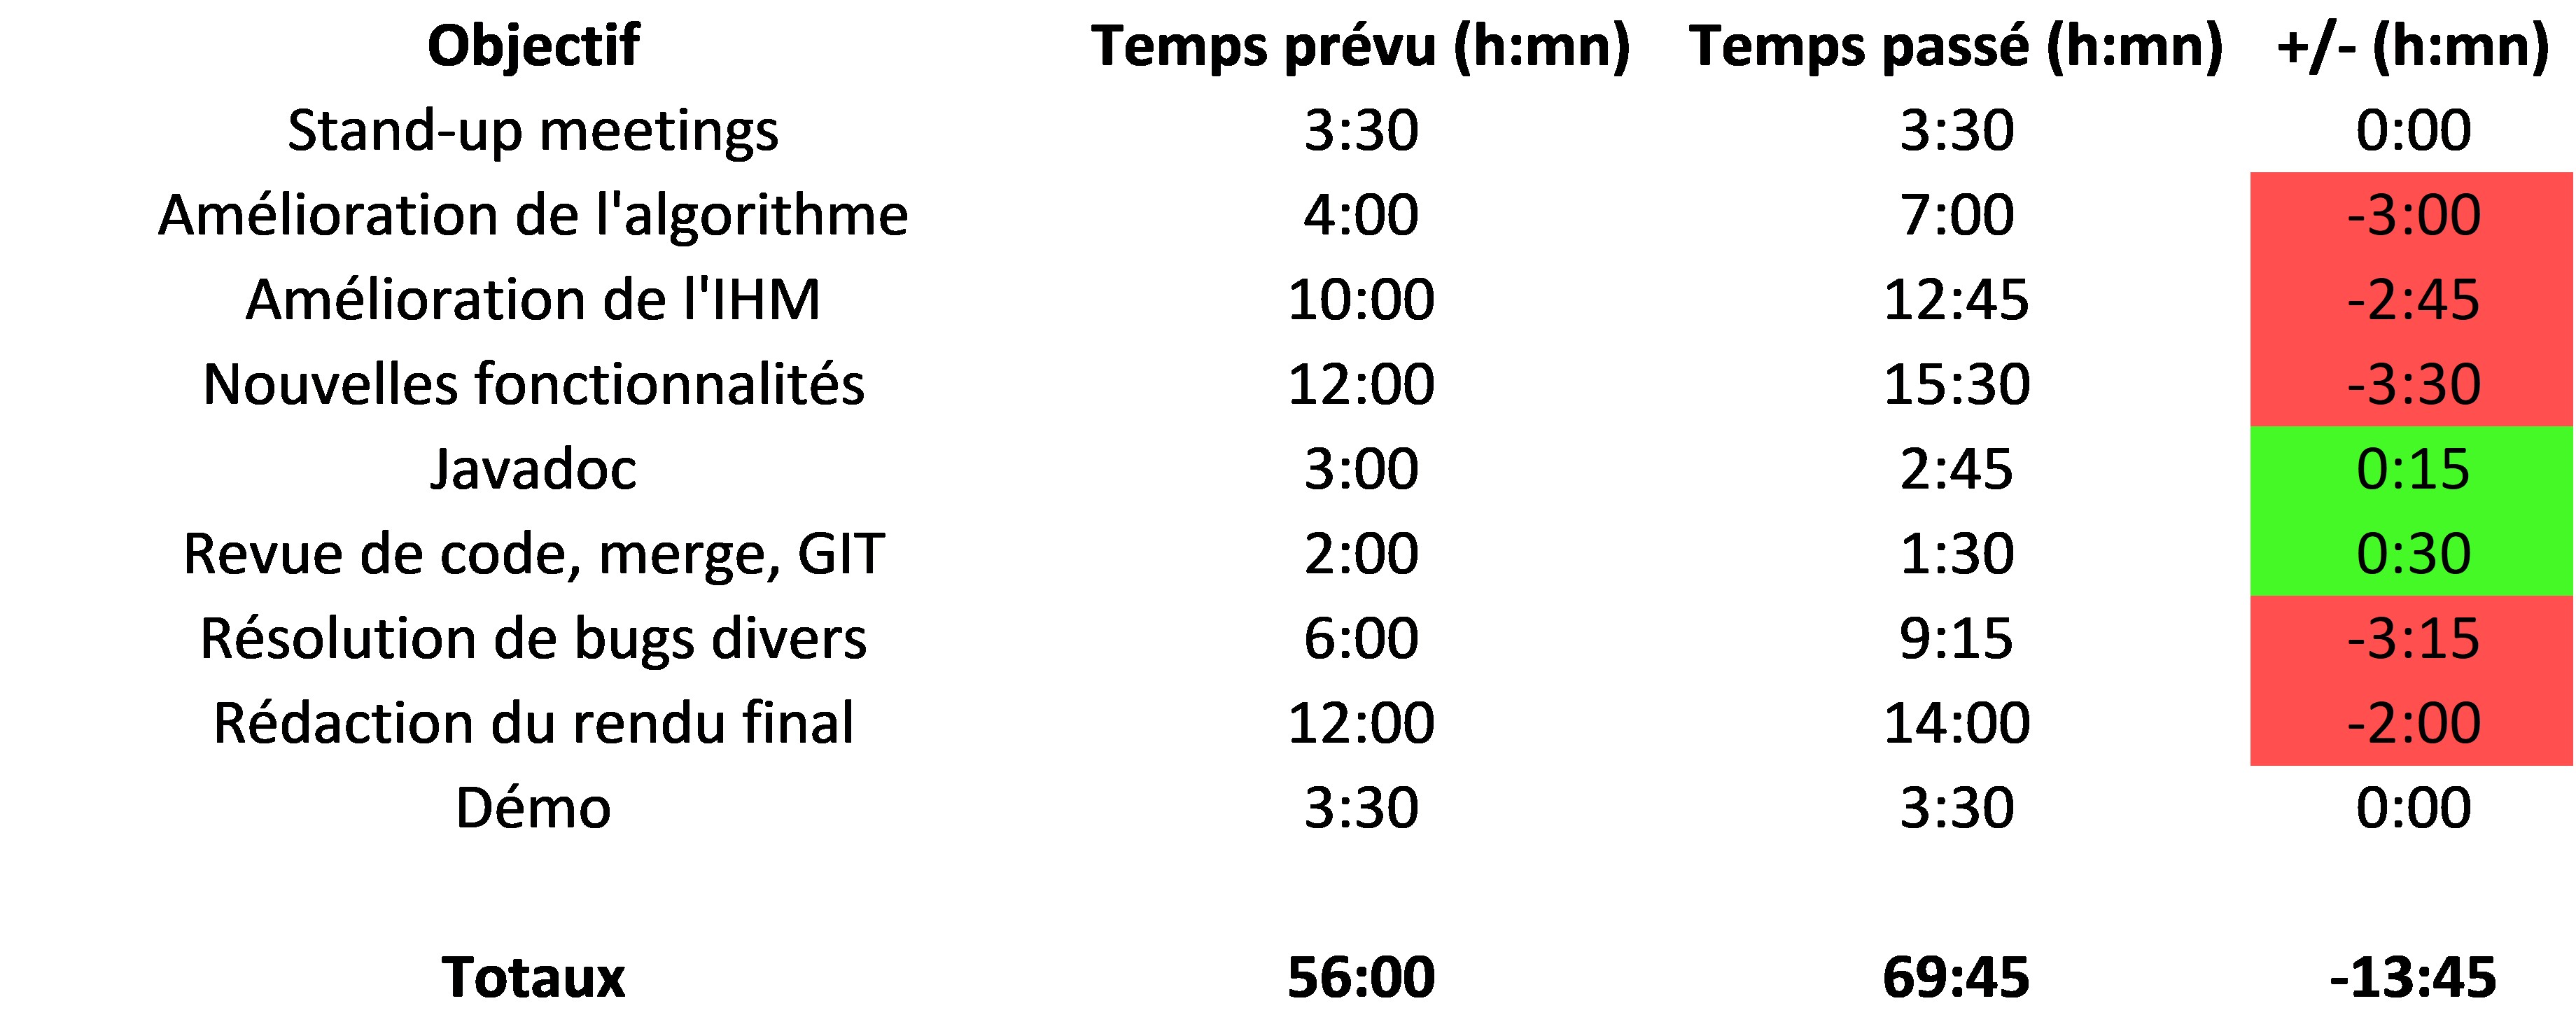 Objectif Temps prévu (h:mn) Temps passé (h:mn) +/- (h:mn)
Stand-up meetings 3:30 3:30 0:00
Amélioration de l'algorithme 4:00 7:00 -3:00
Amélioration de l'IHM 10:00 12:45 -2:45
Nouvelles fonctionnalités 12:00 15:30 -3:30
Javadoc 3:00 2:45 0:15
Revue de code, merge, GIT 2:00 1:30 0:30
Résolution de bugs divers 6:00 9:15 -3:15
Rédaction du rendu final 12:00 14:00 -2:00
Démo 3:30 3:30 0:00
Totaux 56:00 69:45 -13:45